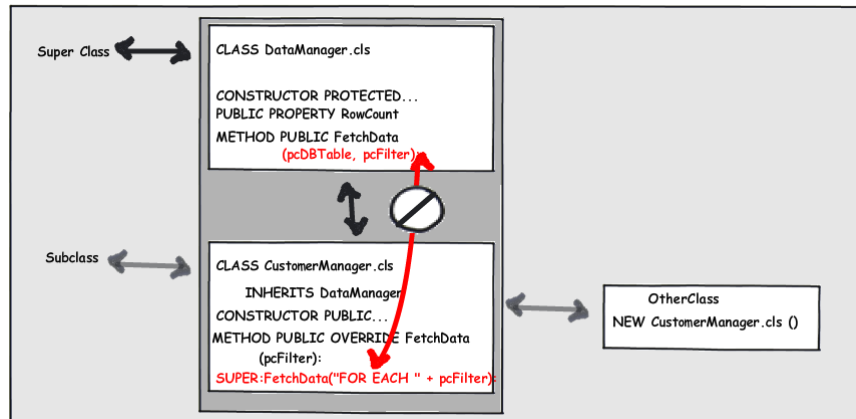 Super Class
CLASS DataManager.cls
CONSTRUCTOR PROTECTED...
PUBLIC PROPERTY RowCount
METHOD PUBLIC FetchData
(pcDBTable, pcFilter):
Subclass
CLASS CustomerManager.cls
INHERITS DataManager
CONSTRUCTOR PUBLIC...
METHOD PUBLIC OVERRIDE FetchData
(pcFilter):
SUPER:FetchData("FOR EACH " + pcFilter):
OtherClass
NEW CustomerManager.cls ()